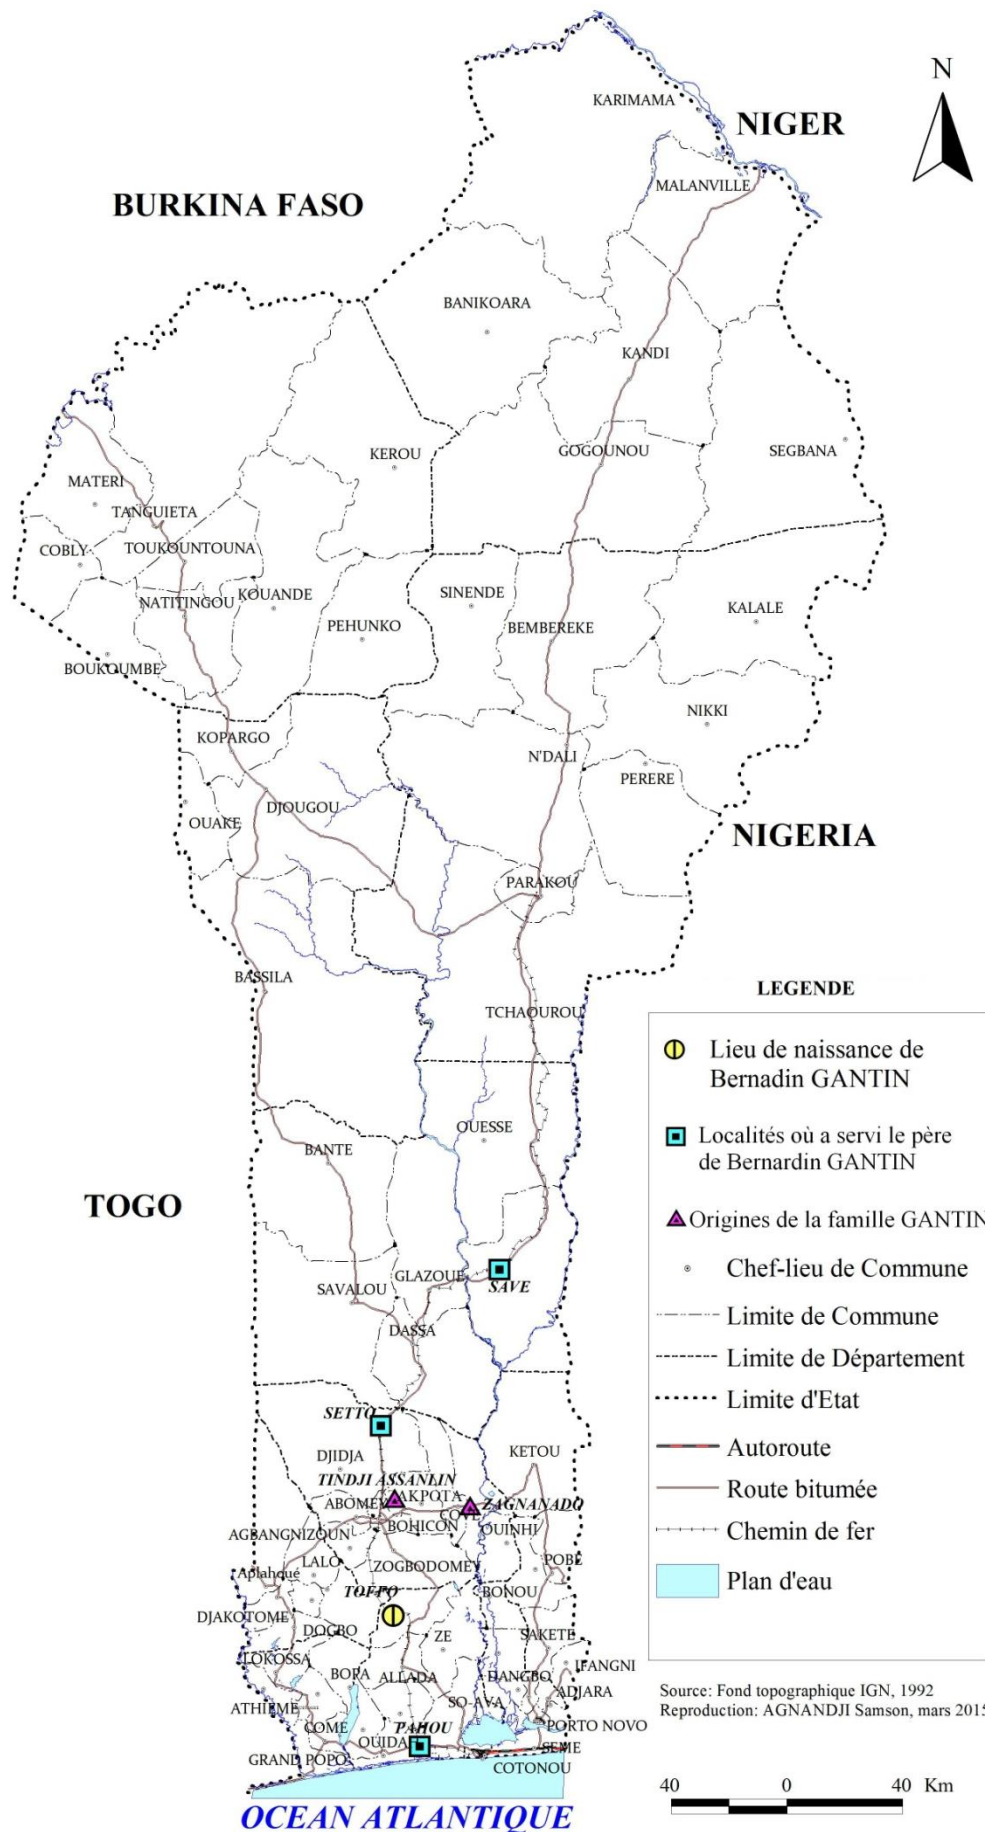 N
KARIMAMA
NIGER
MALANVILLE
BURKINA FASO
BANIKOARA
KANDI
KEROU
GOGOUNOU
SEGBANA
MATERI
TANGUIETA
COBLY
TOUKOUNTOUNA
NATITINGOU
KOUANDE
SINENDE
KALALE
PEHUNKO
BEMBEREKE
BOUKOUMBE
NIKKI
KOPARGO
N'DALI
PERERE
DJOUGOU
OUAKE
NIGERIA
PARAKOU
BASSILA
TCHAOUROU
OUESSE
BANTE
TOGO
GLAZOUE
SAVALOU
SAVE
DASSA
SETTO
DJIDJA
KETOU
TINDJI ASSANLIN
AKPOTA
ABOMEY
ZAGNANADO
BOHICON
OUINHI
AGBANGNIZOUN
LALO
ZOGBODOMEY
POBE
Aplahoué
TOFFO
BONOU
DJAKOTOME
DOGBO
ZE
SAKETE
LOKOSSA
IFANGNI
BOPA
ALLADA
DANGBO
ADJARA
ATHIEME
SO-AVA
COME
PAHOU
PORTO NOVO
OUIDAH
SEME
GRAND POPO
COTONOU
OCEAN ATLANTIQUE
LEGENDE
Lieu de naissance de
Bernadin GANTIN
Localités où a servi le père
de Bernardin GANTIN
Origines de la famille GANTIN
Chef-lieu de Commune
Limite de Commune
Limite de Département
Limite d'Etat
Autoroute
Route bitumée
Chemin de fer
Plan d'eau
Source: Fond topographique IGN, 1992
Reproduction: AGNANDJI Samson, mars 2015
40 0 40 Km